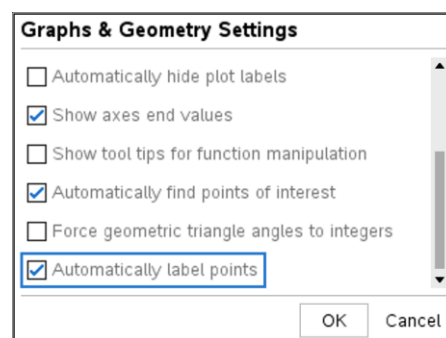 Graphs & Geometry Settings
Automatically hide plot labels
Show axes end values
Show tool tips for function manipulation
Automatically find points of interest
Force geometric triangle angles to integers
Automatically label points
OK Cancel